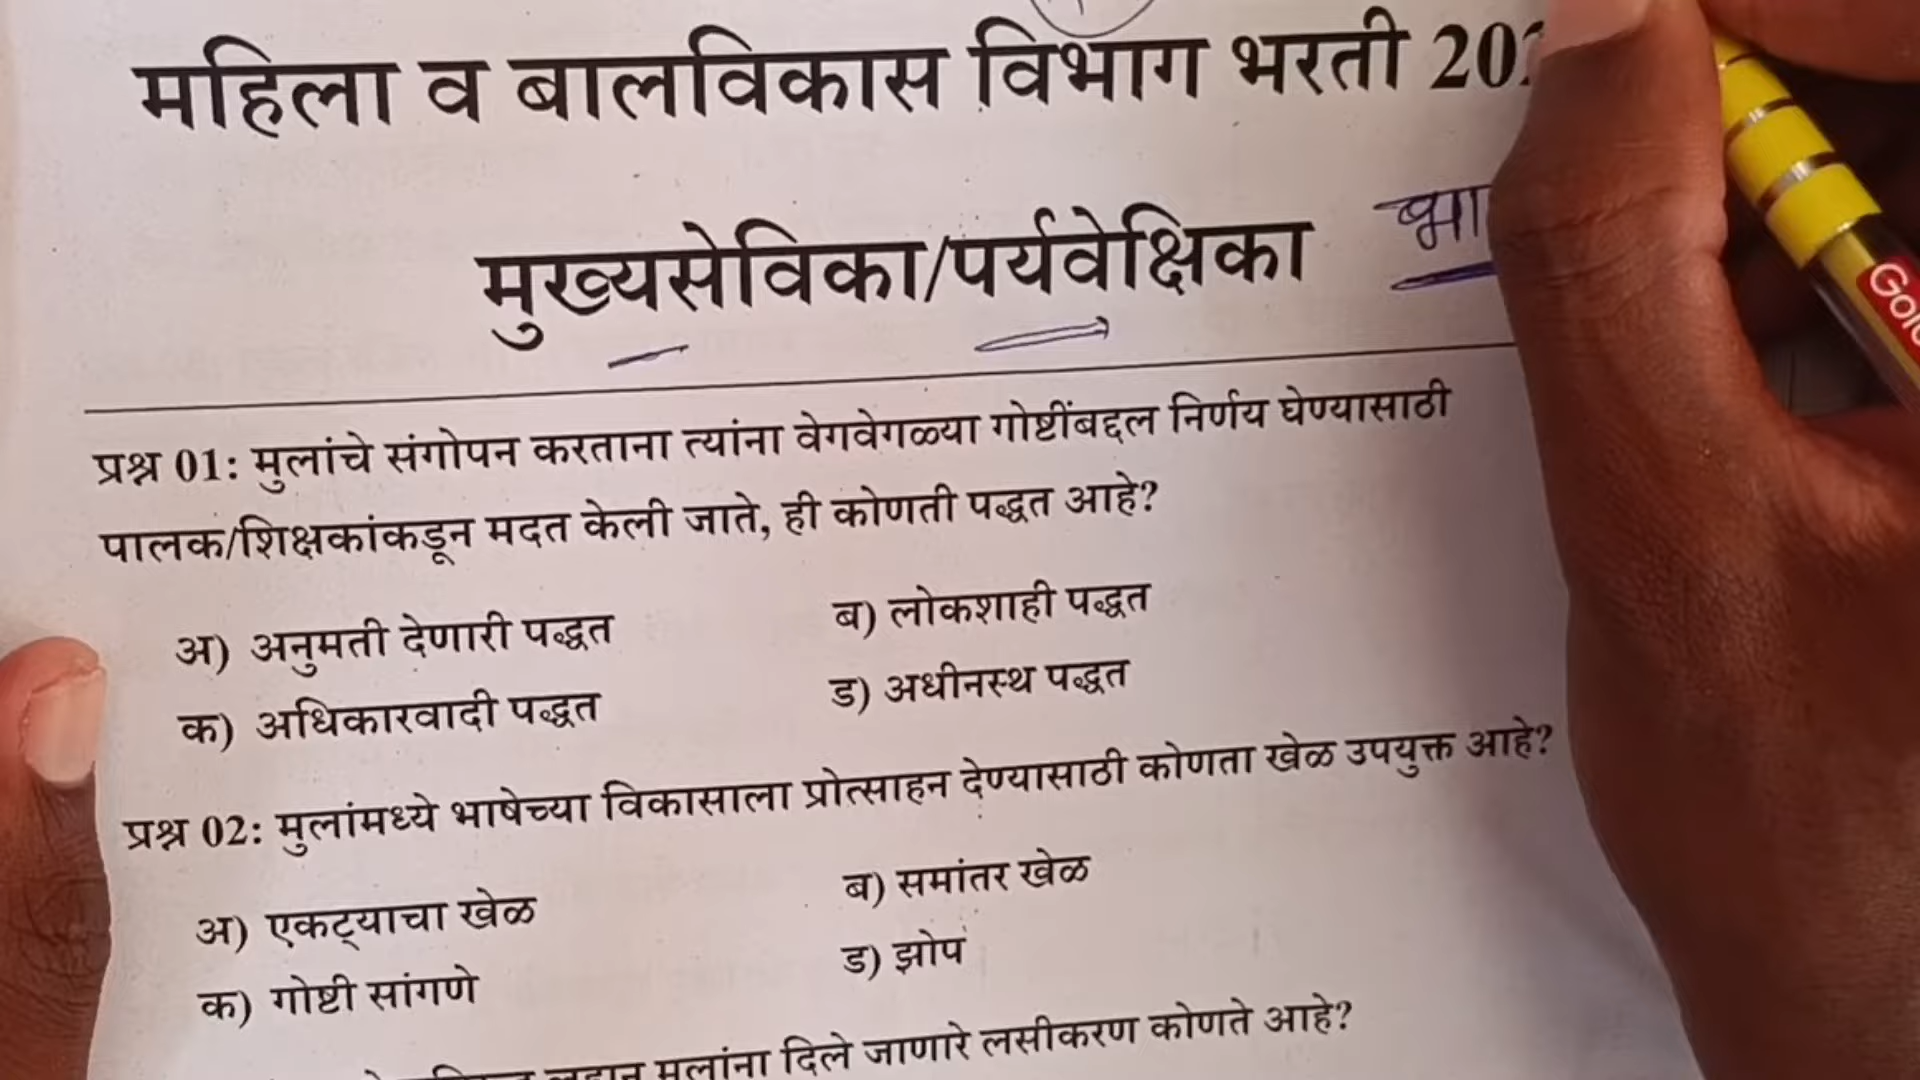 महिला व बालविकास विभाग भरती
मुख्यसेविका/पर्यवेक्षिका
प्रश्न 01: मुलांचे संगोपन करताना त्यांना वेगवेगळ्या गोष्टींबद्दल निर्णय घेण्यासाठी
पालक/शिक्षकांकडून मदत केली जाते, ही कोणती पद्धत आहे?
अ) अनुमती देणारी पद्धत
ब) लोकशाही पद्धत
क) अधिकारवादी पद्धत
ड) अधीनस्थ पद्धत
प्रश्न 02: मुलांमध्ये भाषेच्या विकासाला प्रोत्साहन देण्यासाठी कोणता खेळ उपयुक्त आहे?
अ) एकट्याचा खेळ
ब) समांतर खेळ
क) गोष्टी सांगणे
ड) झोप
लहान मुलांना दिले जाणारे लसीकरण कोणते आहे?